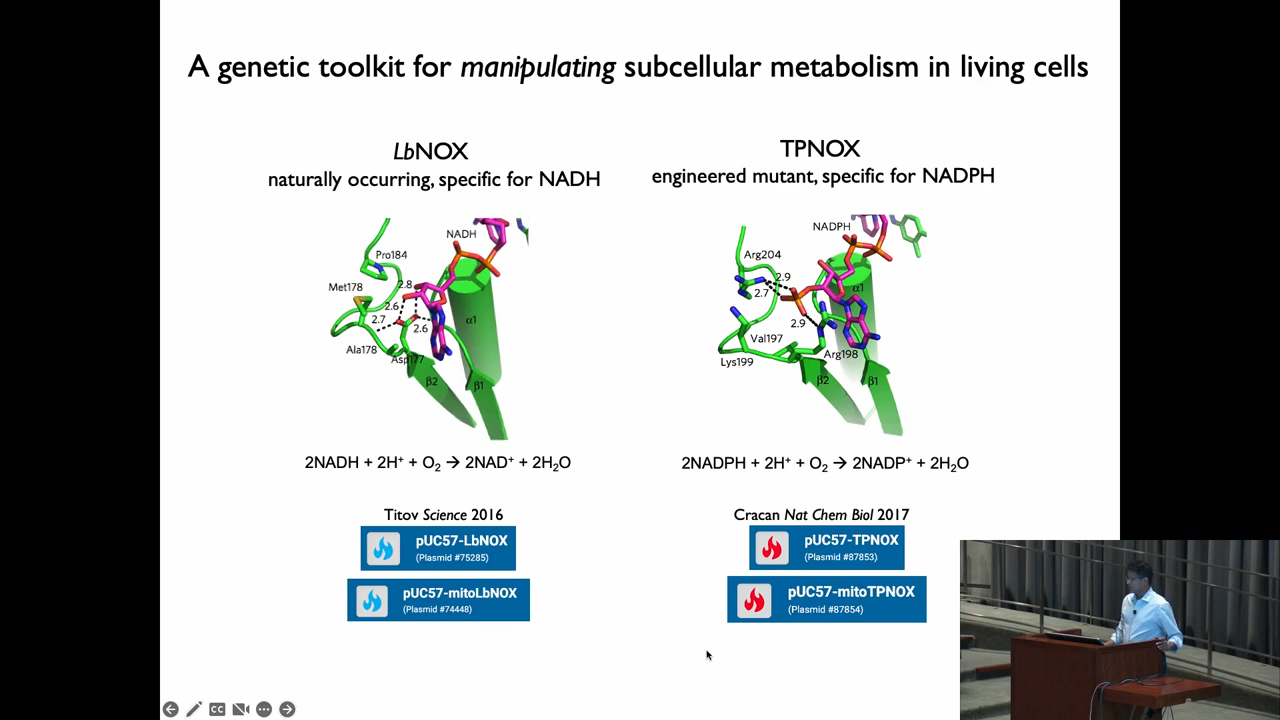 A genetic toolkit for manipulating subcellular metabolism in living cells
LbNOX
naturally occurring, specific for NADH
TPNOX
engineered mutant, specific for NADPH
NADH
Pro184
Met178
2.8
2.6
2.7
2.6
α1
Ala178
Asp177
β2
β1
NADPH
Arg204
2.9
2.7
α1
2.9
Val197
Lys199
Arg198
β2
β1
2NADH + 2H⁺ + O₂ → 2NAD⁺ + 2H₂O
2NADPH + 2H⁺ + O₂ → 2NADP⁺ + 2H₂O
Titov Science 2016
pUC57-LbNOX
(Plasmid #75285)
pUC57-mitoLbNOX
(Plasmid #74448)
Cracan Nat Chem Biol 2017
pUC57-TPNOX
(Plasmid #87853)
pUC57-mitoTPNOX
(Plasmid #87854)
CC